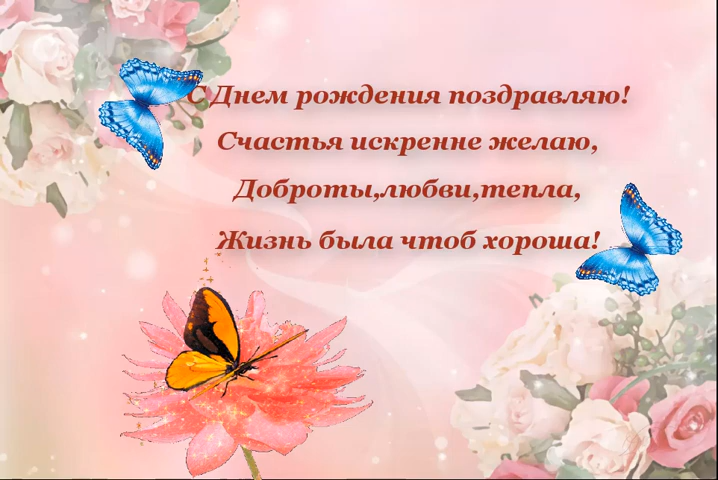 С Днем рождения поздравляю!
Счастья искренне желаю,
Доброты,любви,тепла,
Жизнь была чтоб хороша!